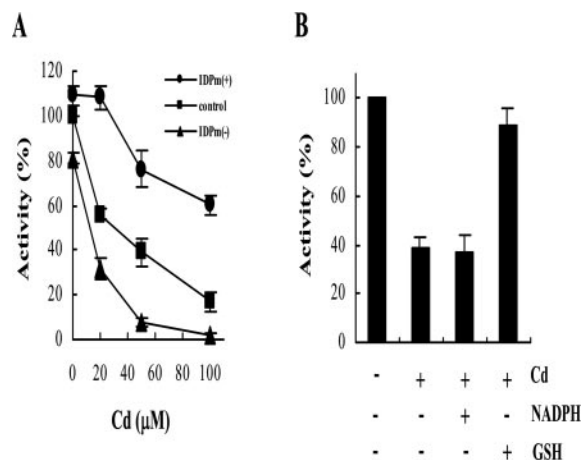 A
Activity (%)
120
100
80
60
40
20
0
0 20 40 60 80 100
Cd (μM)
IDPm(+)
control
IDPm(-)
B
Activity (%)
100
80
60
40
20
0
- + + + Cd
- - + - NADPH
- - - + GSH